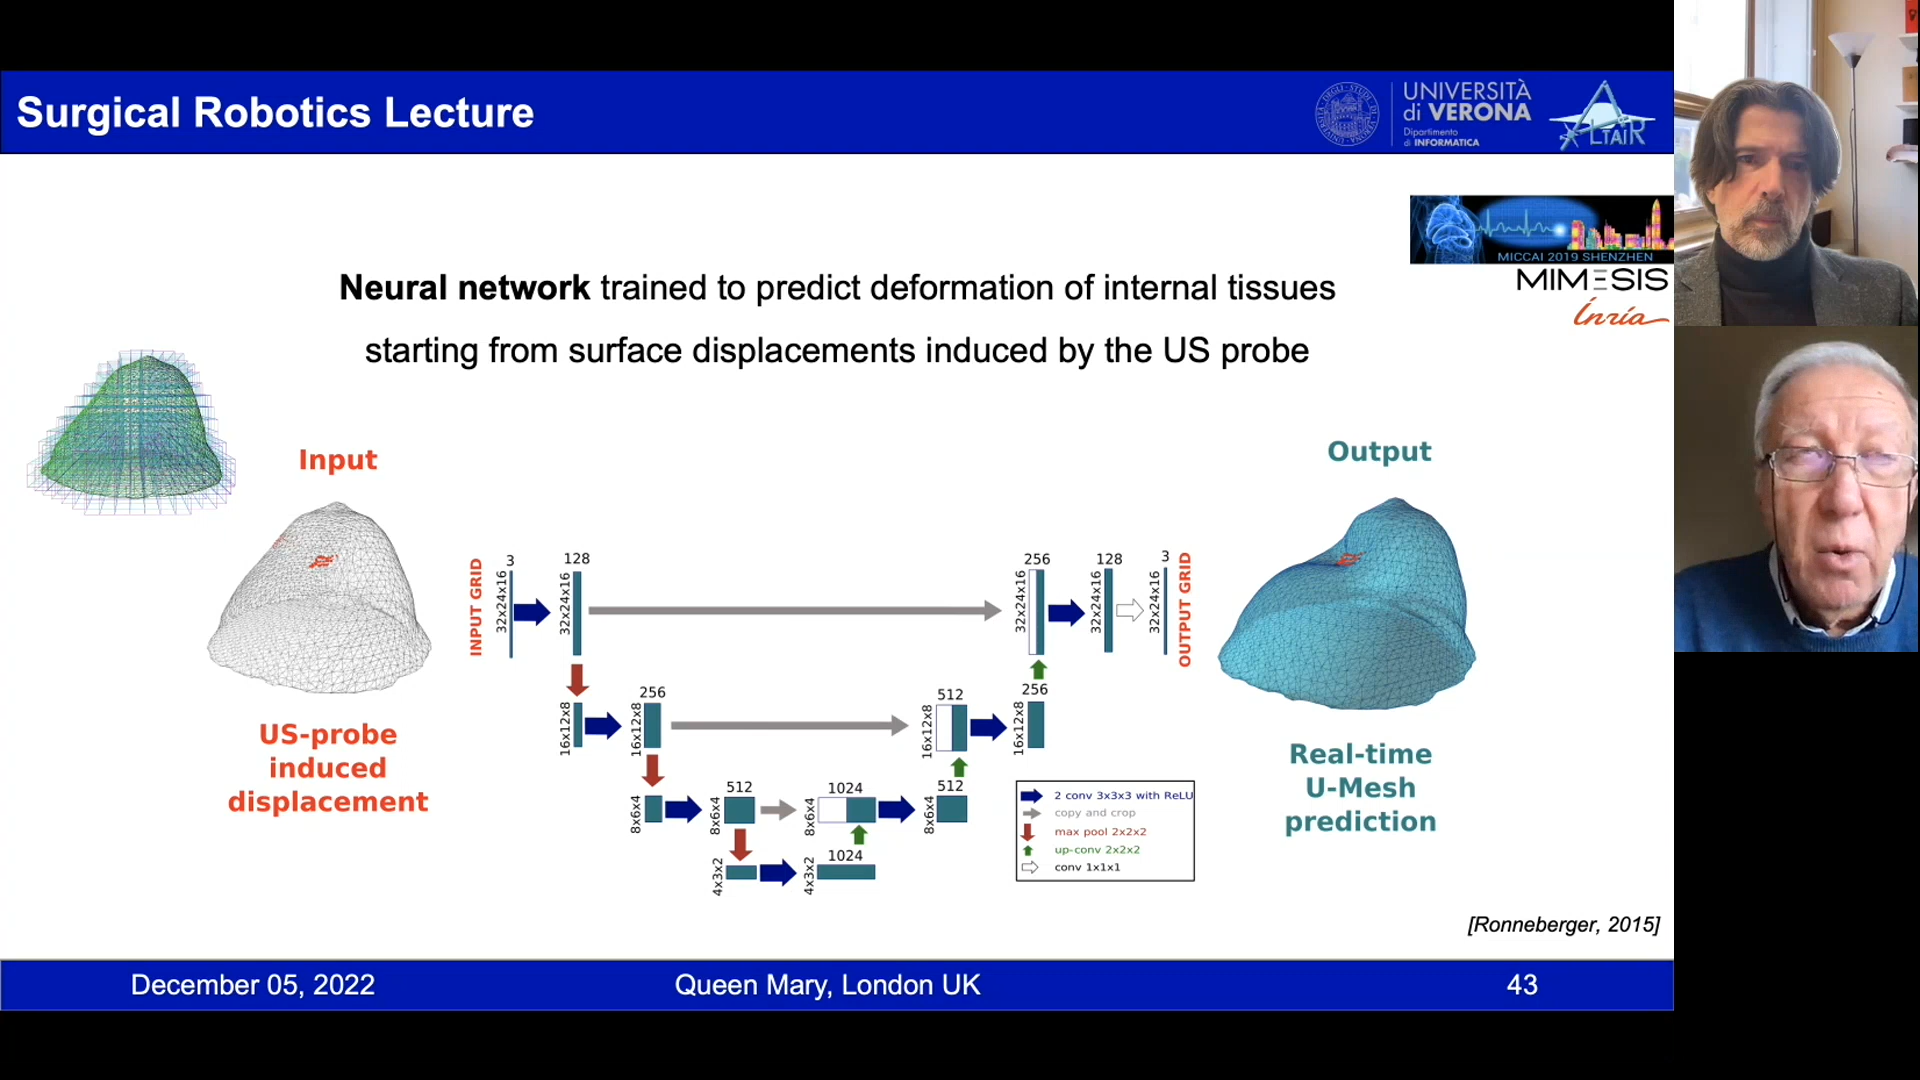 Surgical Robotics Lecture
UNIVERSITÀ
di VERONA
Dipartimento
di INFORMATICA
ALTAIR
MICCAI 2019 SHENZHEN
MIMESIS
Inría
Neural network trained to predict deformation of internal tissues
starting from surface displacements induced by the US probe
Input
US-probe
induced
displacement
INPUT GRID
32x24x16
3
32x24x16
128
16x12x8
16x12x8
256
8x6x4
8x6x4
512
4x3x2
4x3x2
1024
8x6x4
1024
8x6x4
512
16x12x8
512
16x12x8
256
32x24x16
256
32x24x16
128
32x24x16
3
OUTPUT GRID
2 conv 3x3x3 with ReLU
copy and crop
max pool 2x2x2
up-conv 2x2x2
conv 1x1x1
Output
Real-time
U-Mesh
prediction
[Ronneberger, 2015]
December 05, 2022
Queen Mary, London UK
43